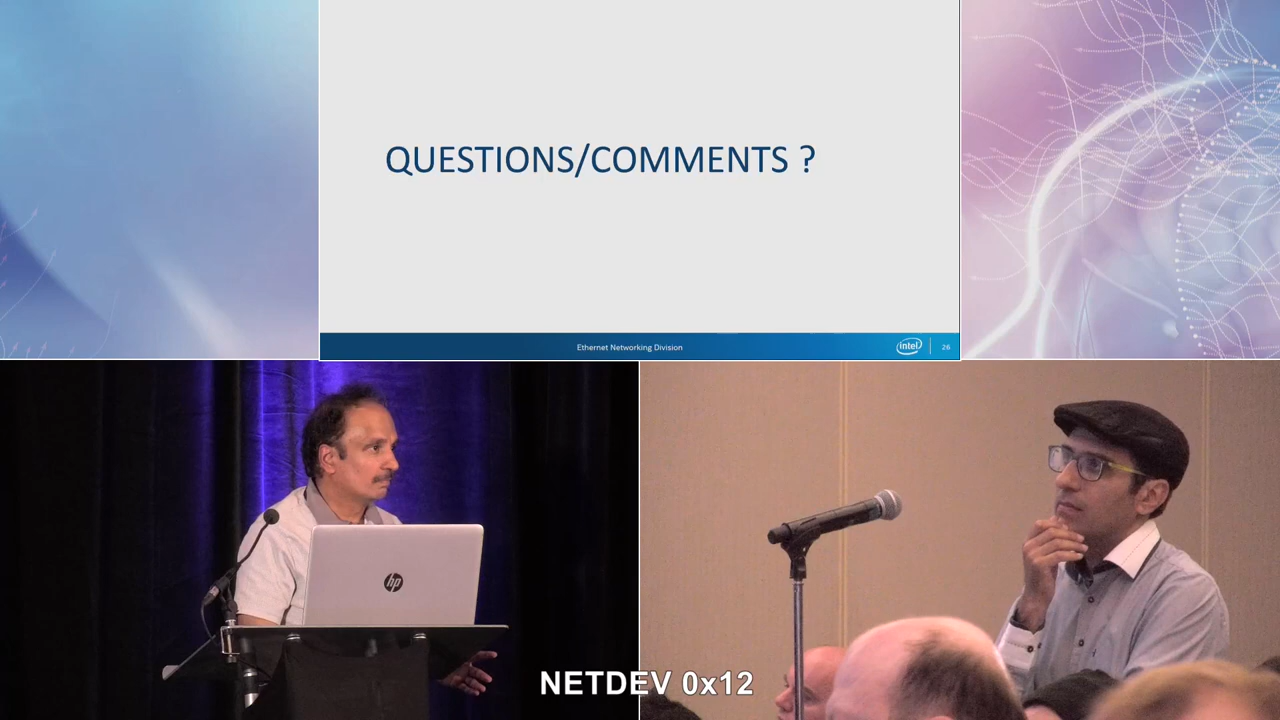 QUESTIONS/COMMENTS ?
Ethernet Networking Division
intel
26
hp
NETDEV 0x12